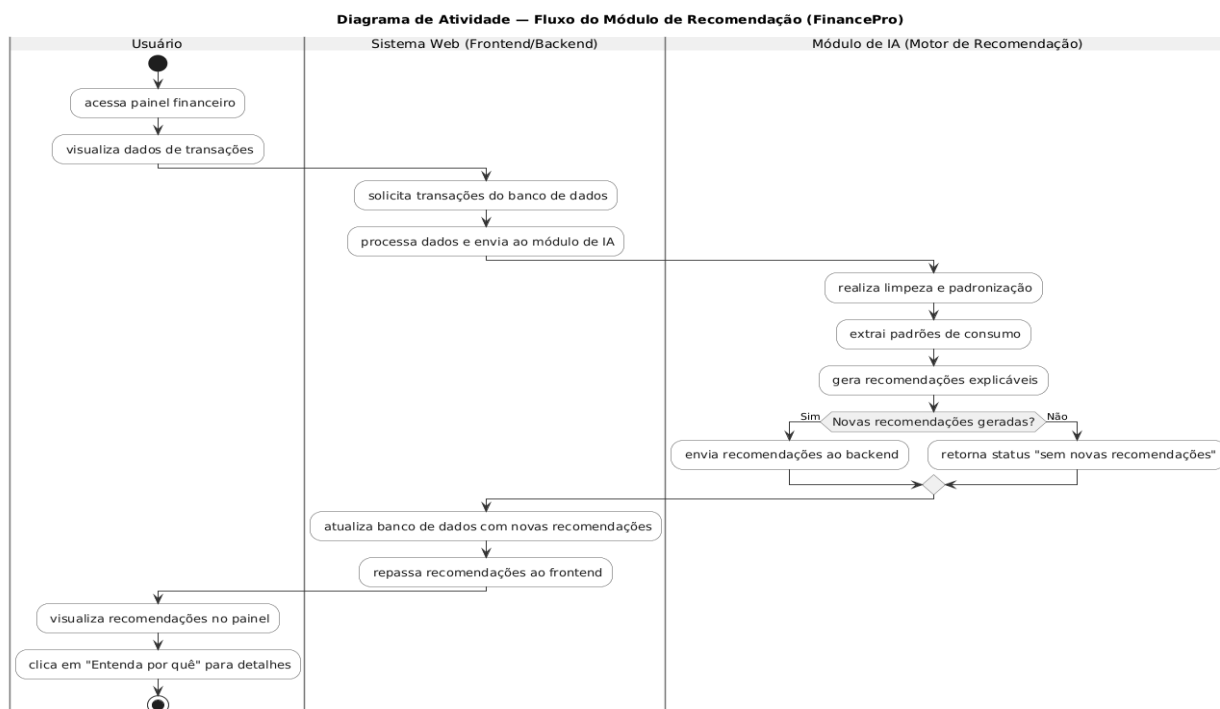 Diagrama de Atividade — Fluxo do Módulo de Recomendação (FinancePro)
Usuário
Sistema Web (Frontend/Backend)
Módulo de IA (Motor de Recomendação)
acessa painel financeiro
visualiza dados de transações
solicita transações do banco de dados
processa dados e envia ao módulo de IA
realiza limpeza e padronização
extrai padrões de consumo
gera recomendações explicáveis
Sim
Novas recomendações geradas?
Não
envia recomendações ao backend
retorna status "sem novas recomendações"
atualiza banco de dados com novas recomendações
repassa recomendações ao frontend
visualiza recomendações no painel
clica em "Entenda por quê" para detalhes